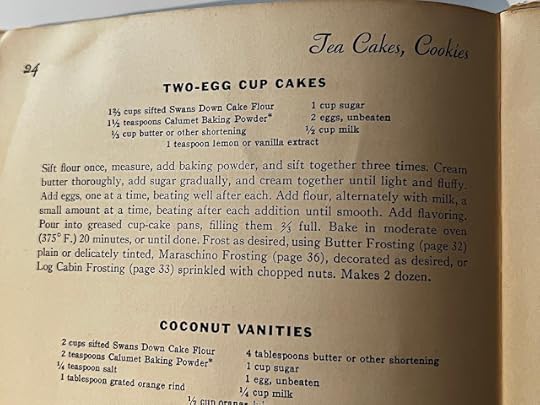 Tea Cakes, Cookies
24
TWO-EGG CUP CAKES
1⅔ cups sifted Swans Down Cake Flour
1½ teaspoons Calumet Baking Powder*
⅓ cup butter or other shortening
1 cup sugar
2 eggs, unbeaten
½ cup milk
1 teaspoon lemon or vanilla extract
Sift flour once, measure, add baking powder, and sift together three times. Cream
butter thoroughly, add sugar gradually, and cream together until light and fluffy.
Add eggs, one at a time, beating well after each. Add flour, alternately with milk, a
small amount at a time, beating after each addition until smooth. Add flavoring.
Pour into greased cup-cake pans, filling them ⅔ full. Bake in moderate oven
(375° F.) 20 minutes, or until done. Frost as desired, using Butter Frosting (page 32)
plain or delicately tinted, Maraschino Frosting (page 36), decorated as desired, or
Log Cabin Frosting (page 33) sprinkled with chopped nuts. Makes 2 dozen.
COCONUT VANITIES
2 cups sifted Swans Down Cake Flour
2 teaspoons Calumet Baking Powder*
¼ teaspoon salt
1 tablespoon grated orange rind
4 tablespoons butter or other shortening
1 cup sugar
1 egg, unbeaten
¼ cup milk
½ cup orange